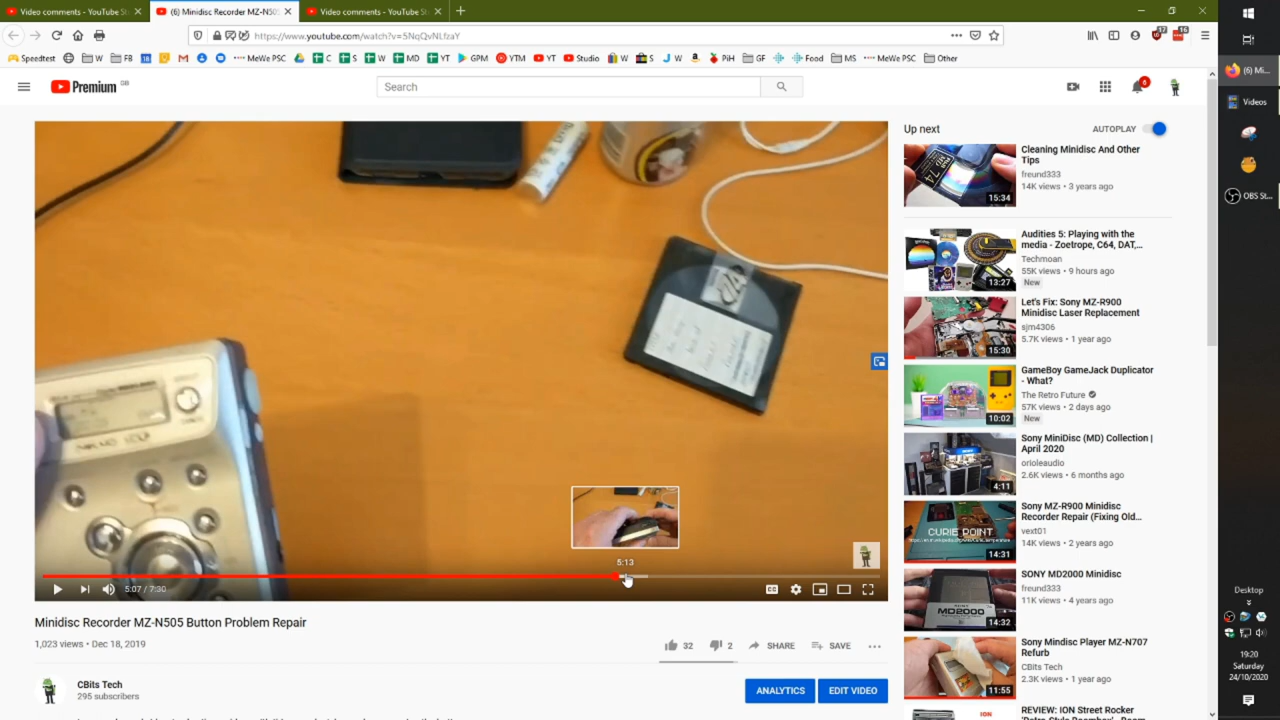 Video comments - YouTube St
(6) Minidisc Recorder MZ-N505
Video comments - YouTube St
https://www.youtube.com/watch?v=5NqQvNLfzaY
Speedtest W FB M MeWe PSC C S W MD YT GPM YTM YT Studio W S W PiH GF Food MS MeWe PSC Other
Premium GB
Search
6
5:13
5:07 / 7:30
Minidisc Recorder MZ-N505 Button Problem Repair
1,023 views • Dec 18, 2019
32 2 SHARE SAVE
CBits Tech
295 subscribers
ANALYTICS EDIT VIDEO
Up next
AUTOPLAY
Cleaning Minidisc And Other
Tips
freund333
14K views • 3 years ago
15:34
Audities 5: Playing with the
media - Zoetrope, C64, DAT,...
Techmoan
55K views • 9 hours ago
New
13:27
Let's Fix: Sony MZ-R900
Minidisc Laser Replacement
sjm4306
5.7K views • 1 year ago
15:30
GameBoy GameJack Duplicator
- What?
The Retro Future
57K views • 2 days ago
New
10:02
Sony MiniDisc (MD) Collection |
April 2020
orioleaudio
2.6K views • 6 months ago
4:11
Sony MZ-R900 Minidisc
Recorder Repair (Fixing Old...
vext01
14K views • 2 years ago
CURIE POINT
14:31
SONY MD2000 Minidisc
freund333
11K views • 4 years ago
MD2000
14:32
Sony Mindisc Player MZ-N707
Refurb
CBits Tech
2.3K views • 1 year ago
11:55
REVIEW: ION Street Rocker
ION
(6) Mi...
Videos
OBS St...
Desktop
19:20
Saturday
24/10/2020